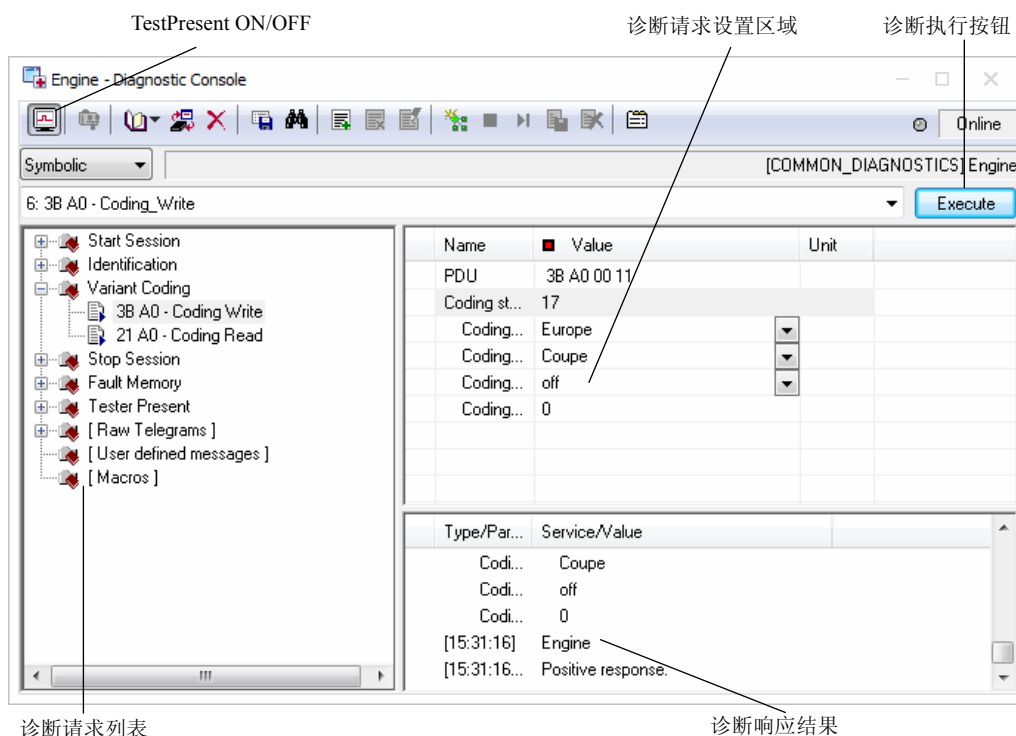 TestPresent ON/OFF
诊断请求设置区域
诊断执行按钮
Engine - Diagnostic Console
Online
Symbolic
[COMMON_DIAGNOSTICS] Engine
6: 3B A0 - Coding_Write
Execute
Start Session
Identification
Variant Coding
3B A0 - Coding Write
21 A0 - Coding Read
Stop Session
Fault Memory
Tester Present
[ Raw Telegrams ]
[ User defined messages ]
[ Macros ]
Name Value Unit
PDU 3B A0 00 11
Coding st... 17
Coding... Europe
Coding... Coupe
Coding... off
Coding... 0
Type/Par... Service/Value
Codi... Coupe
Codi... off
Codi... 0
[15:31:16] Engine
[15:31:16... Positive response.
诊断请求列表
诊断响应结果